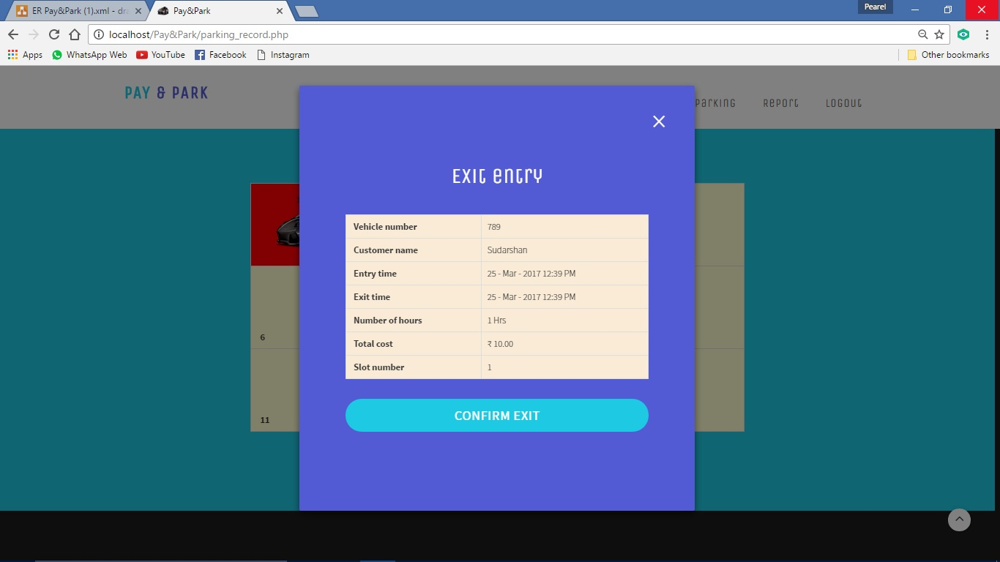 ER Pay&Park (1).xml - dra
Pay&Park
Pearel
localhost/Pay&Park/parking_record.php
Apps
WhatsApp Web
YouTube
Facebook
Instagram
Other bookmarks
PAY & PARK
Parking
Report
Logout
Exit entry
Vehicle number 789
Customer name Sudarshan
Entry time 25 - Mar - 2017 12:39 PM
Exit time 25 - Mar - 2017 12:39 PM
Number of hours 1 Hrs
Total cost ₹ 10.00
Slot number 1
CONFIRM EXIT
6
11